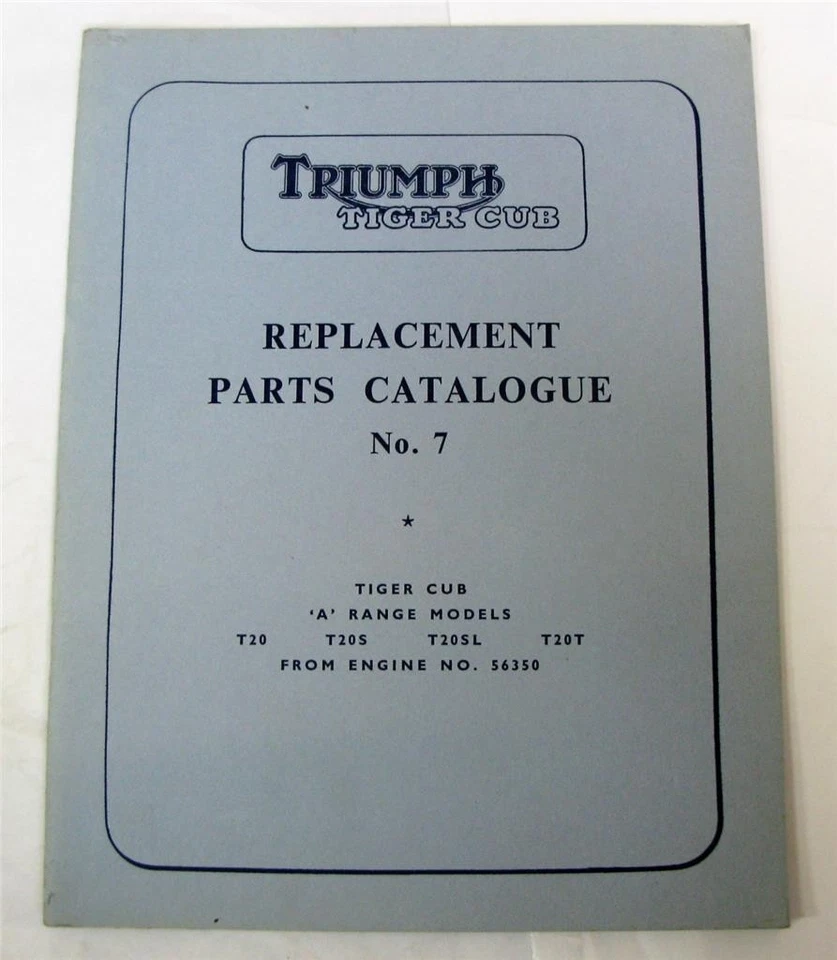 TRIUMPH
TIGER CUB
REPLACEMENT
PARTS CATALOGUE
No. 7
★
TIGER CUB
‘A’ RANGE MODELS
T20 T20S T20SL T20T
FROM ENGINE NO. 56350